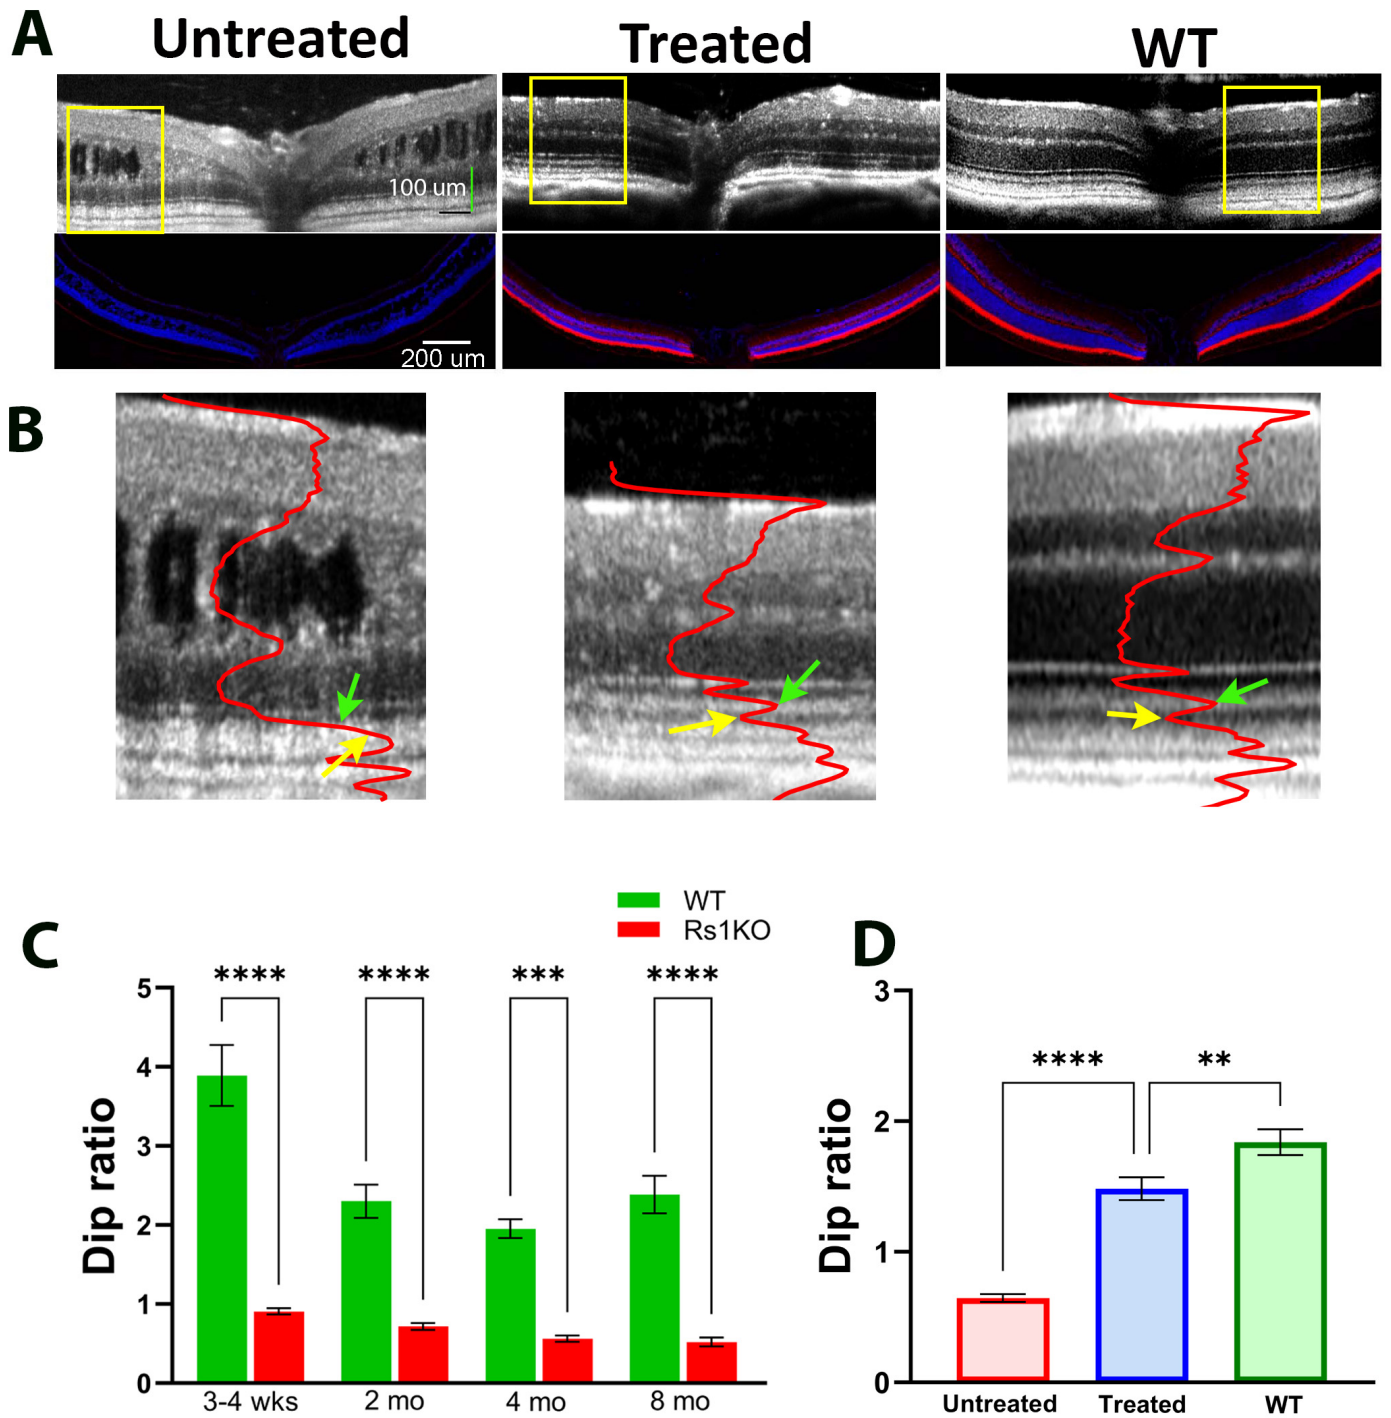 A
Untreated
Treated
WT
100 um
200 um
B
WT
Rs1KO
C
Dip ratio
5
4
3
2
1
0
****
****
***
****
3-4 wks
2 mo
4 mo
8 mo
D
Dip ratio
3
2
1
0
****
**
Untreated
Treated
WT